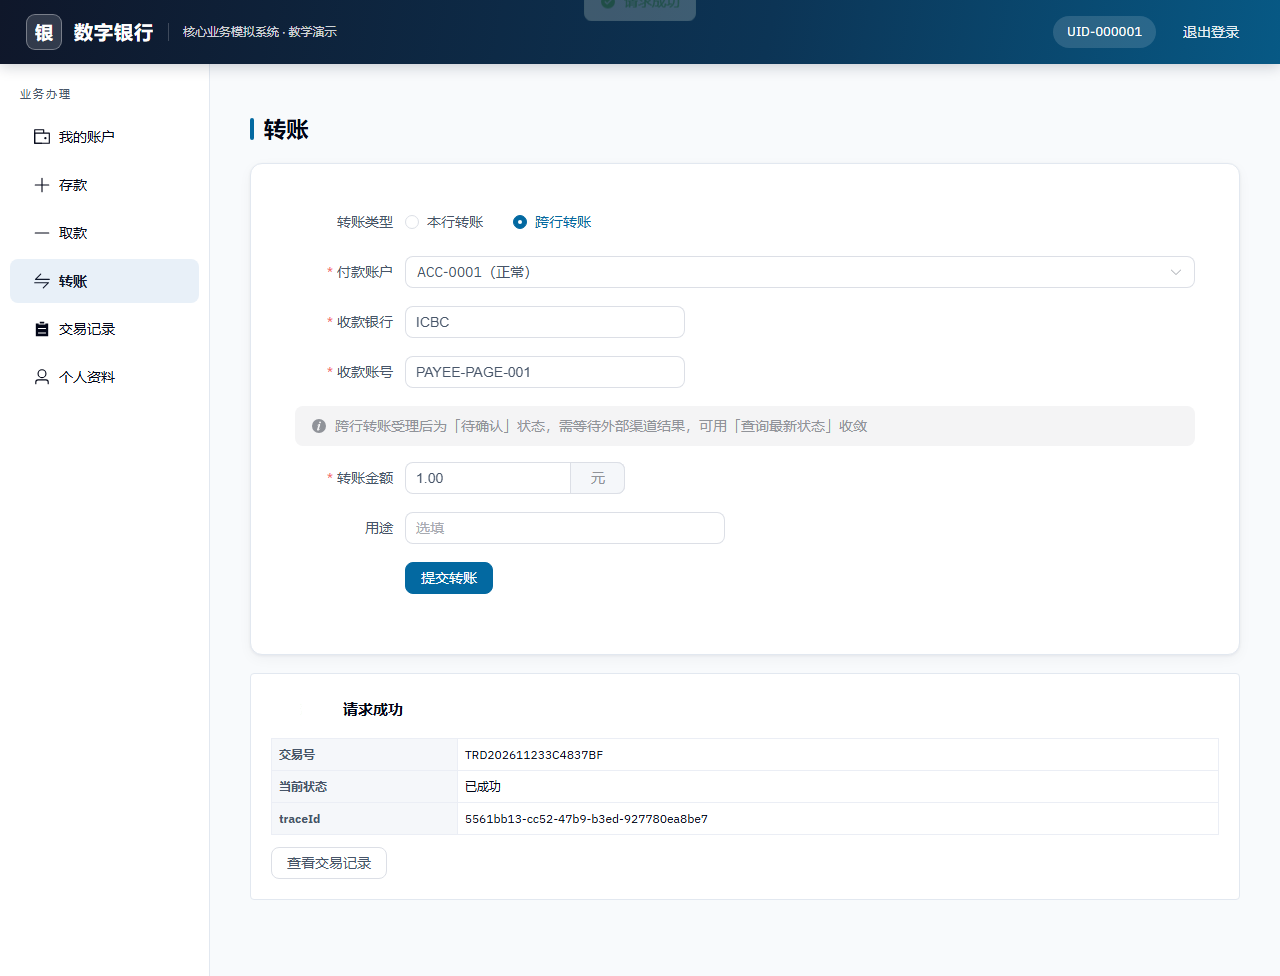 银 数字银行 核心业务模拟系统 · 教学演示 请求成功 UID-000001 退出登录
业务办理
我的账户
存款
取款
转账
交易记录
个人资料
转账
转账类型 本行转账 跨行转账
* 付款账户 ACC-0001（正常）
* 收款银行 ICBC
* 收款账号 PAYEE-PAGE-001
跨行转账受理后为「待确认」状态，需等待外部渠道结果，可用「查询最新状态」收敛
* 转账金额 1.00 元
用途 选填
提交转账
请求成功
交易号 TRD202611233C4837BF
当前状态 已成功
traceId 5561bb13-cc52-47b9-b3ed-927780ea8be7
查看交易记录